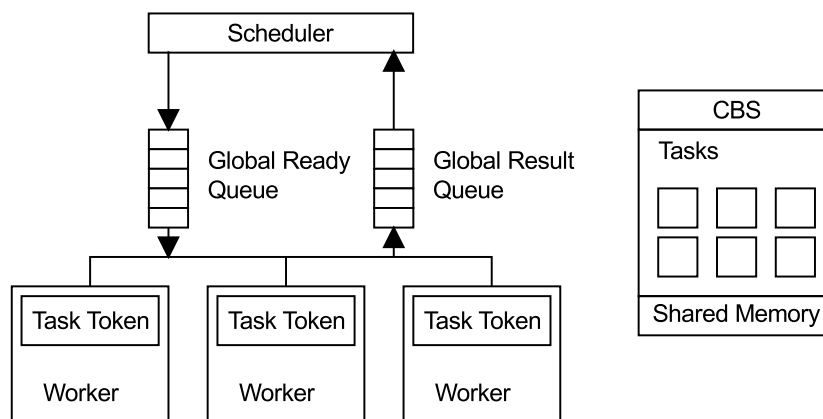 Scheduler
CBS
Tasks
Global Ready
Queue
Global Result
Queue
Task Token
Task Token
Task Token
Shared Memory
Worker
Worker
Worker